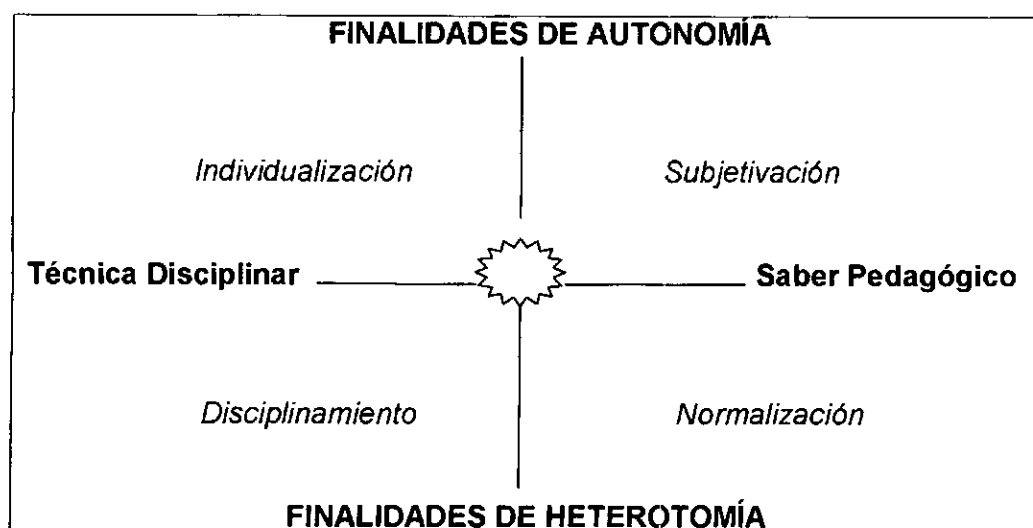 FINALIDADES DE AUTONOMÍA
Individualización Subjetivación
Técnica Disciplinar Saber Pedagógico
Disciplinamiento Normalización
FINALIDADES DE HETEROTOMÍA